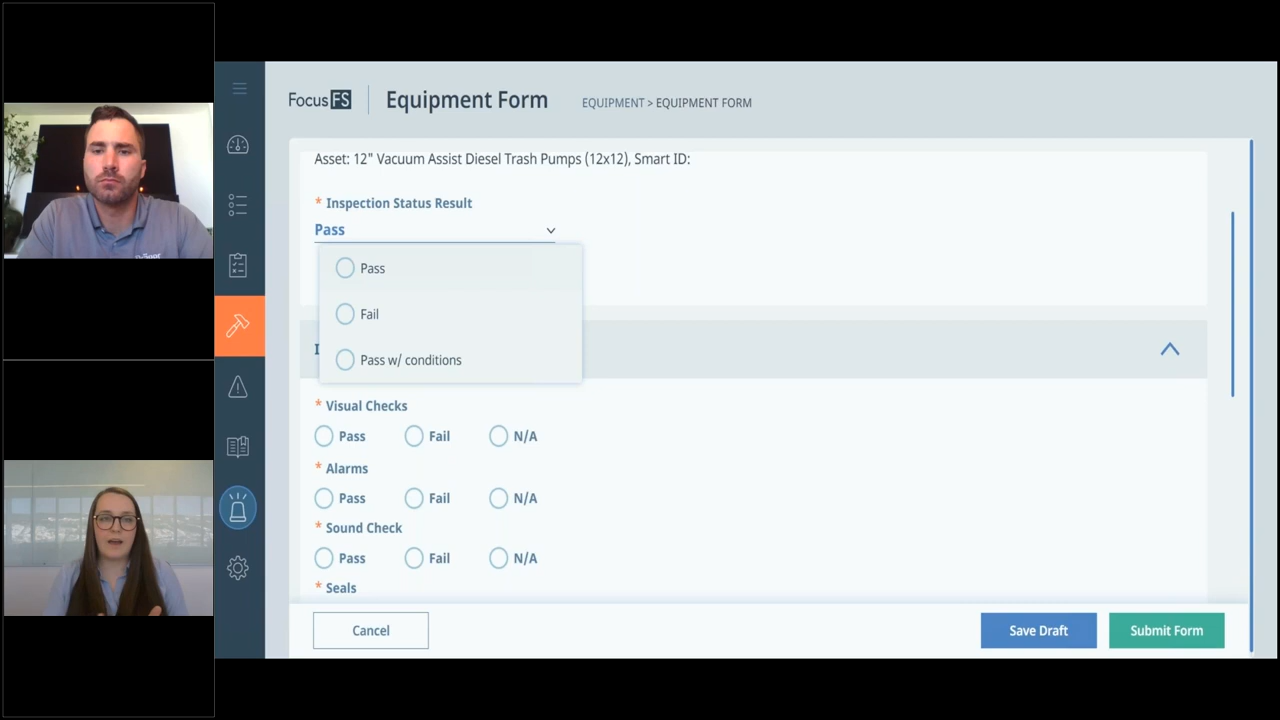 FocusFS
Equipment Form
EQUIPMENT > EQUIPMENT FORM
Asset: 12" Vacuum Assist Diesel Trash Pumps (12x12), Smart ID:
* Inspection Status Result
Pass
Pass
Fail
Pass w/ conditions
* Visual Checks
Pass Fail N/A
* Alarms
Pass Fail N/A
* Sound Check
Pass Fail N/A
* Seals
Cancel Save Draft Submit Form